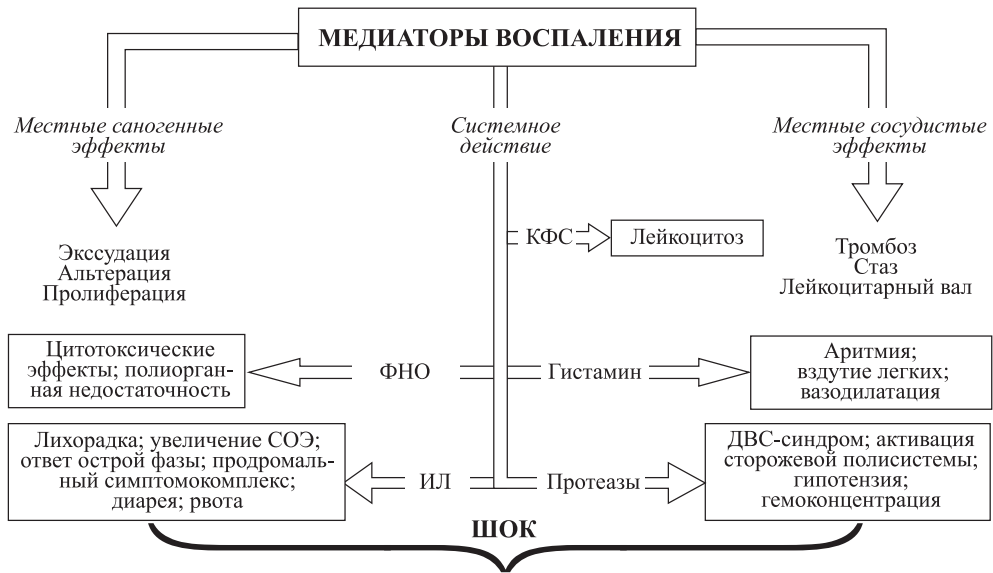 МЕДИАТОРЫ ВОСПАЛЕНИЯ
Местные саногенные
эффекты
Системное
действие
Местные сосудистые
эффекты
Экссудация
Альтерация
Пролиферация
КФС
Лейкоцитоз
Тромбоз
Стаз
Лейкоцитарный вал
Цитотоксические
эффекты; полиорган-
ная недостаточность
ФНО
Гистамин
Аритмия;
вздутие легких;
вазодилатация
Лихорадка; увеличение СОЭ;
ответ острой фазы; продромаль-
ный симптомокомплекс;
диарея; рвота
ИЛ
Протеазы
ДВС-синдром; активация
сторожевой полисистемы;
гипотензия;
гемоконцентрация
ШОК